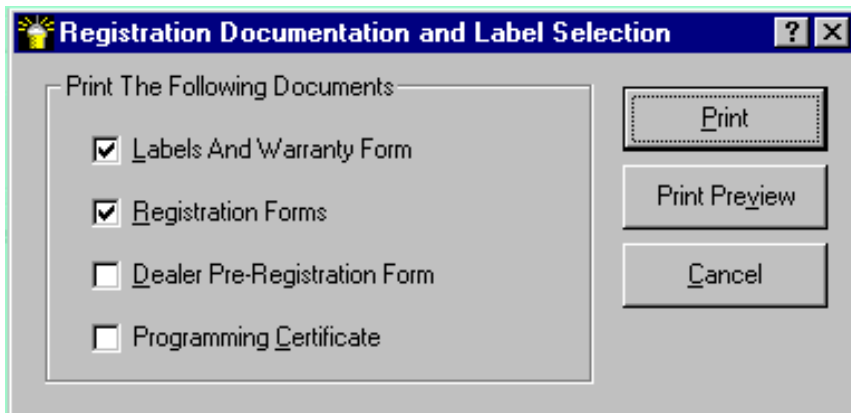 Registration Documentation and Label Selection
Print The Following Documents
Labels And Warranty Form
Registration Forms
Dealer Pre-Registration Form
Programming Certificate
Print
Print Preview
Cancel